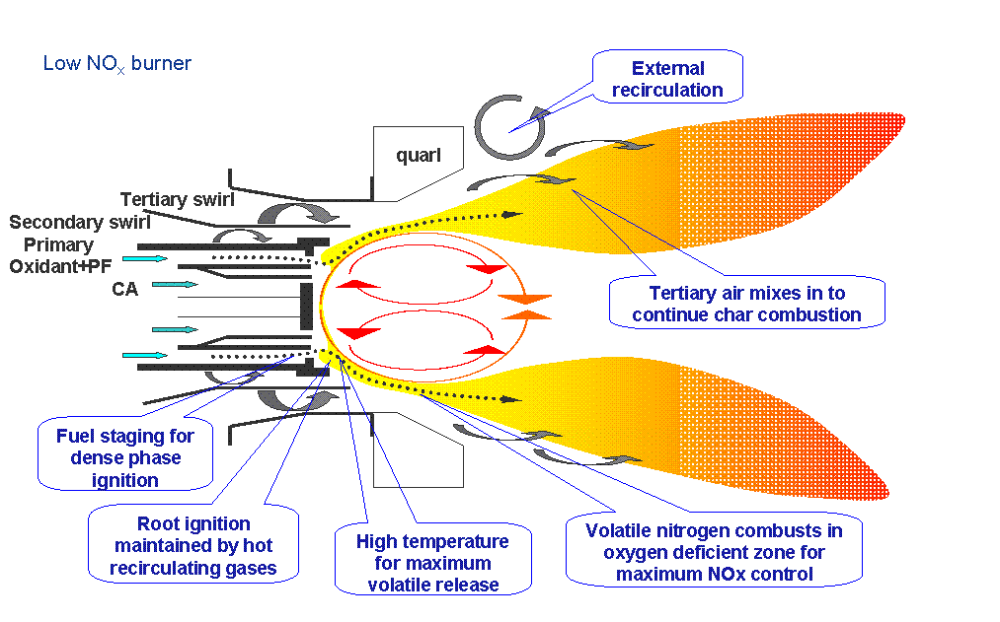 Low NOx burner
External
recirculation
quarl
Tertiary swirl
Secondary swirl
Primary
Oxidant+PF
CA
Tertiary air mixes in to
continue char combustion
Fuel staging for
dense phase
ignition
Root ignition
maintained by hot
recirculating gases
High temperature
for maximum
volatile release
Volatile nitrogen combusts in
oxygen deficient zone for
maximum NOx control